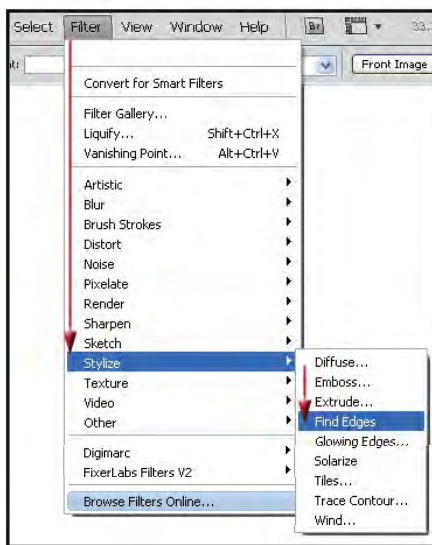 Select Filter View Window Help Br 33.
t: Front Image
Convert for Smart Filters
Filter Gallery...
Liquify... Shift+Ctrl+X
Vanishing Point... Alt+Ctrl+V
Artistic
Blur
Brush Strokes
Distort
Noise
Pixelate
Render
Sharpen
Sketch
Stylize
Texture
Video
Other
Digimarc
FixerLabs Filters V2
Browse Filters Online...
Diffuse...
Emboss...
Extrude...
Find Edges
Glowing Edges...
Solarize
Tiles...
Trace Contour...
Wind...